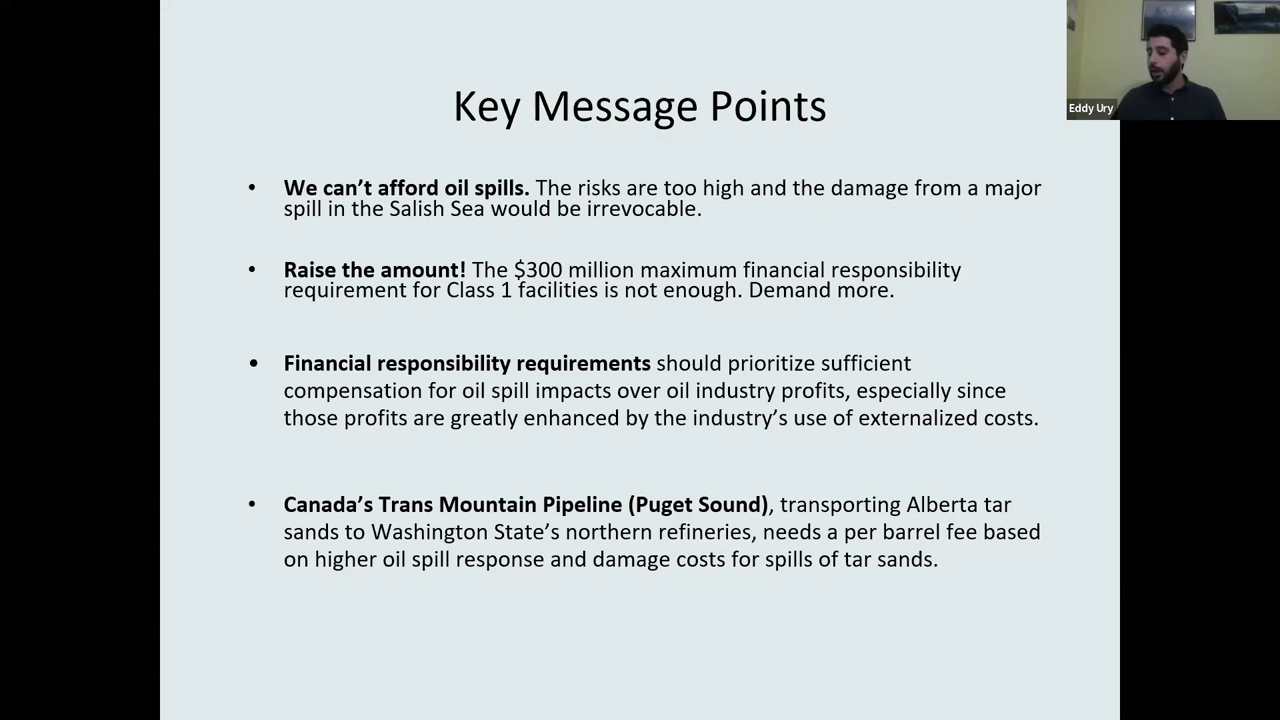 Key Message Points
Eddy Ury
• We can't afford oil spills. The risks are too high and the damage from a major
spill in the Salish Sea would be irrevocable.
• Raise the amount! The $300 million maximum financial responsibility
requirement for Class 1 facilities is not enough. Demand more.
• Financial responsibility requirements should prioritize sufficient
compensation for oil spill impacts over oil industry profits, especially since
those profits are greatly enhanced by the industry's use of externalized costs.
• Canada's Trans Mountain Pipeline (Puget Sound), transporting Alberta tar
sands to Washington State's northern refineries, needs a per barrel fee based
on higher oil spill response and damage costs for spills of tar sands.